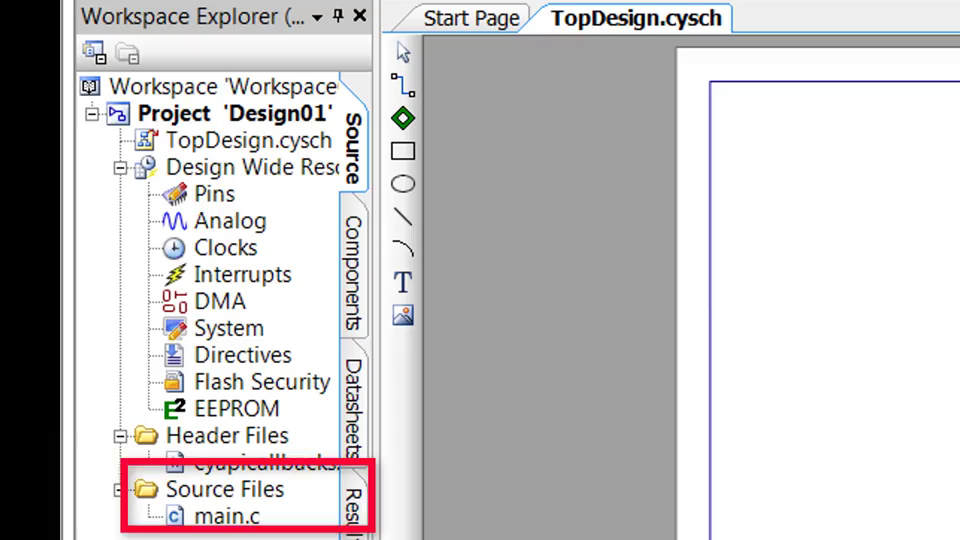 Workspace Explorer (...
Start Page
TopDesign.cysch
Workspace 'Workspace
Project 'Design01'
TopDesign.cysch
Design Wide Reso
Pins
Analog
Clocks
Interrupts
DMA
System
Directives
Flash Security
EEPROM
Header Files
cyapicallbacks.
Source Files
main.c
Source
Components
Datasheets
Resul
T